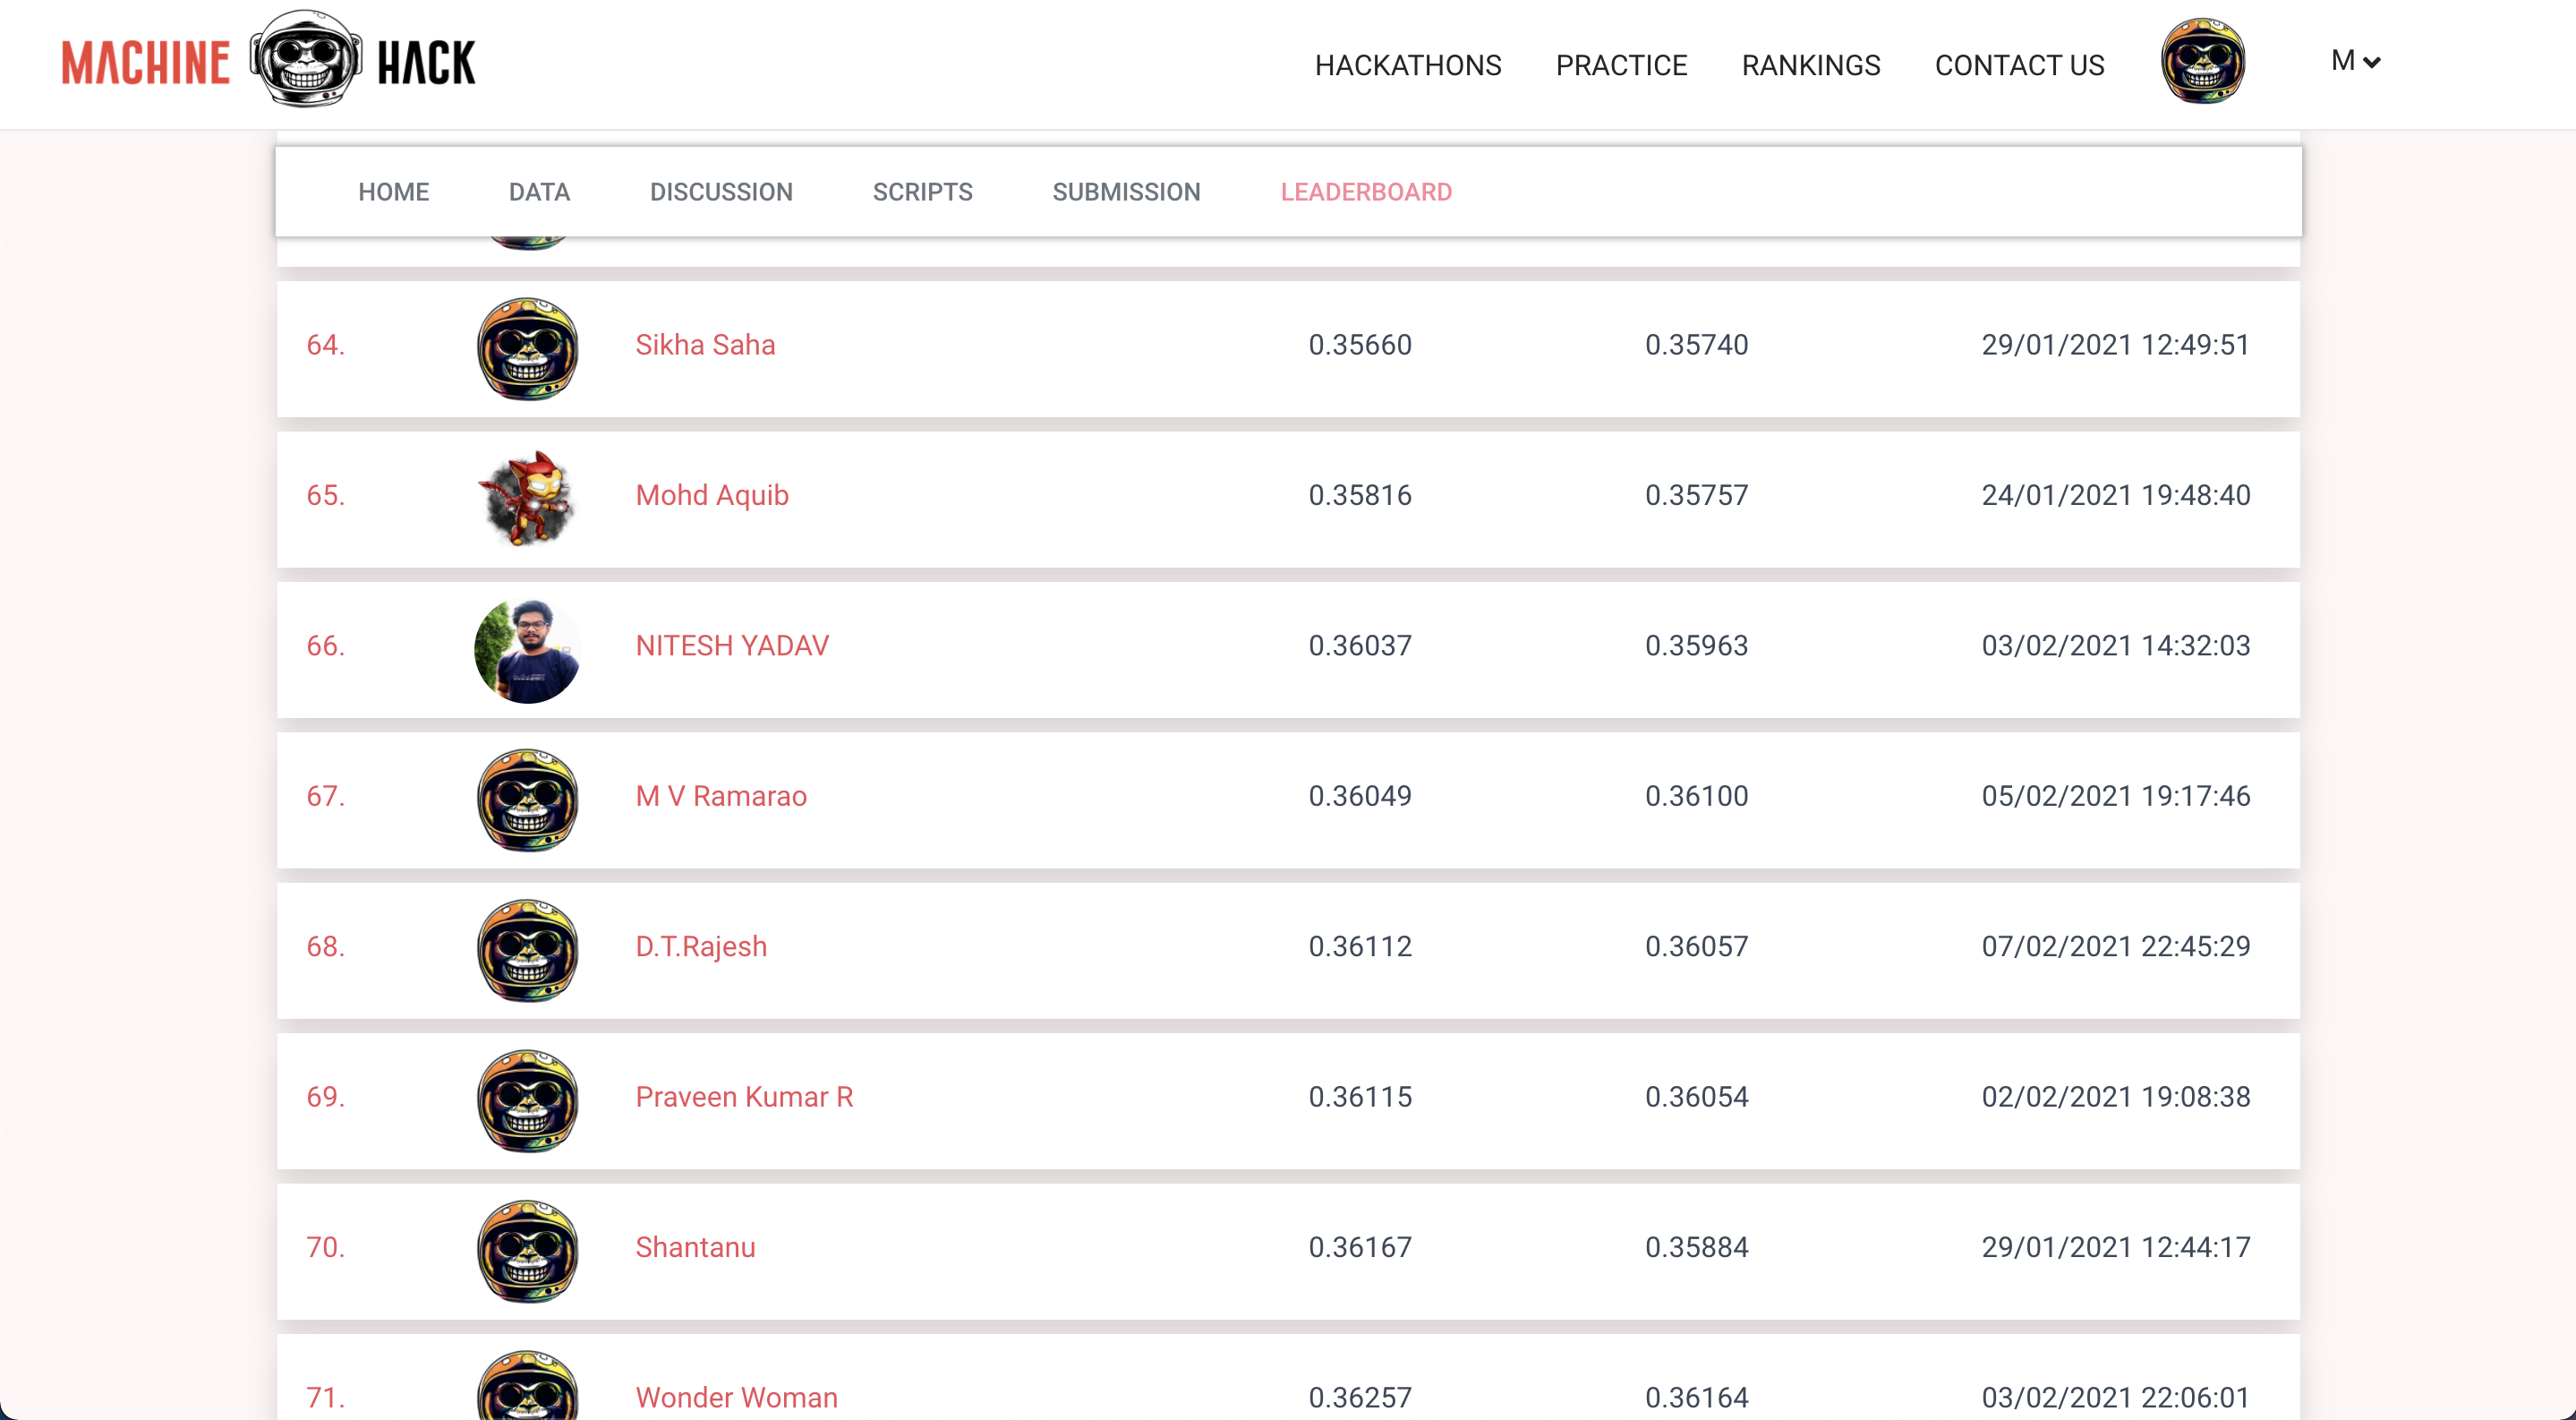 MACHINE HACK HACKATHONS PRACTICE RANKINGS CONTACT US M
HOME DATA DISCUSSION SCRIPTS SUBMISSION LEADERBOARD
64. Sikha Saha 0.35660 0.35740 29/01/2021 12:49:51
65. Mohd Aquib 0.35816 0.35757 24/01/2021 19:48:40
66. NITESH YADAV 0.36037 0.35963 03/02/2021 14:32:03
67. M V Ramarao 0.36049 0.36100 05/02/2021 19:17:46
68. D.T.Rajesh 0.36112 0.36057 07/02/2021 22:45:29
69. Praveen Kumar R 0.36115 0.36054 02/02/2021 19:08:38
70. Shantanu 0.36167 0.35884 29/01/2021 12:44:17
71. Wonder Woman 0.36257 0.36164 03/02/2021 22:06:01